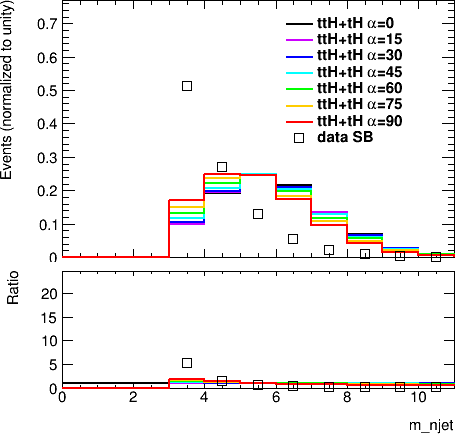 Events (normalized to unity)
0.7
0.6
0.5
0.4
0.3
0.2
0.1
0
ttH+tH α=0
ttH+tH α=15
ttH+tH α=30
ttH+tH α=45
ttH+tH α=60
ttH+tH α=75
ttH+tH α=90
data SB
Ratio
20
15
10
5
0
0 2 4 6 8 10
m_njet